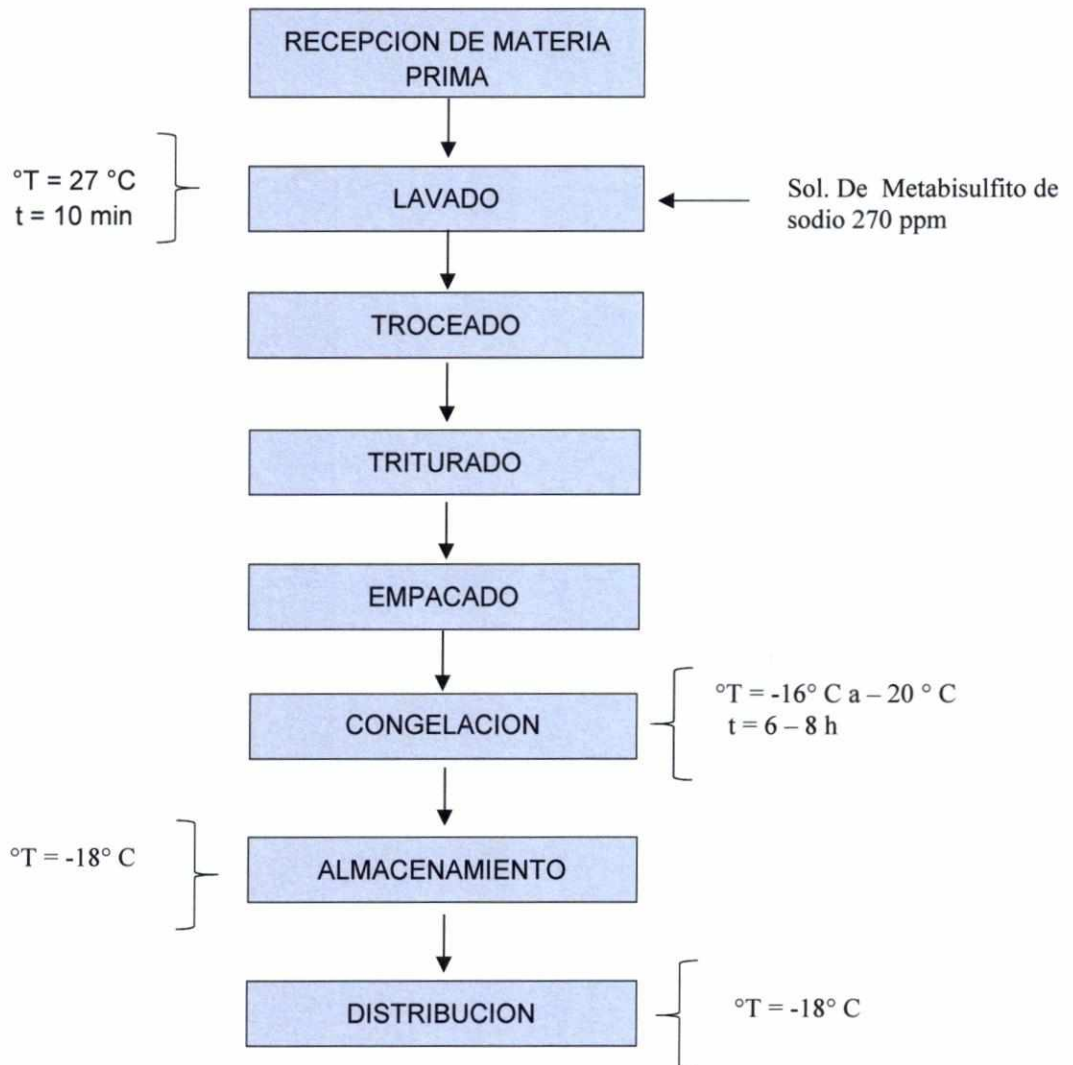 RECEPCION DE MATERIA
PRIMA
°T = 27 °C
t = 10 min
LAVADO
Sol. De Metabisulfito de
sodio 270 ppm
TROCEADO
TRITURADO
EMPACADO
CONGELACION
°T = -16° C a – 20 ° C
t = 6 – 8 h
°T = -18° C
ALMACENAMIENTO
DISTRIBUCION
°T = -18° C